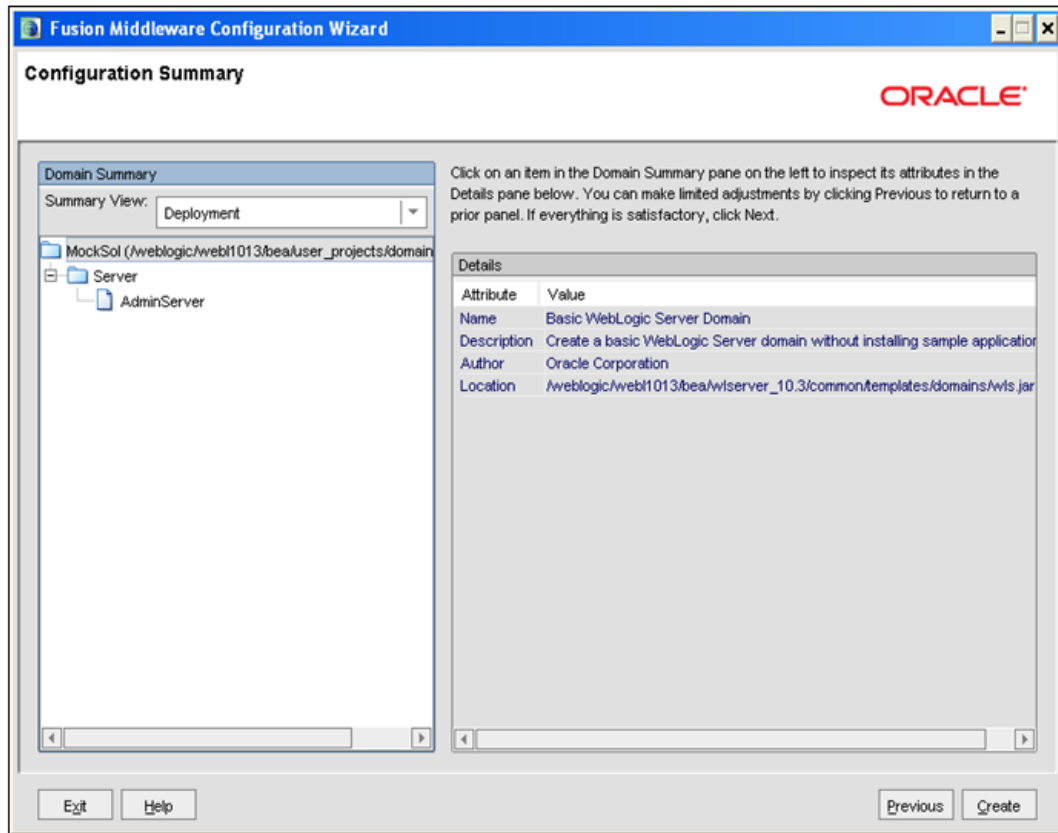 Fusion Middleware Configuration Wizard
Configuration Summary
ORACLE
Domain Summary
Summary View:
Deployment
MockSol (/weblogic/webl1013/bea/user_projects/domain
Server
AdminServer
Click on an item in the Domain Summary pane on the left to inspect its attributes in the
Details pane below. You can make limited adjustments by clicking Previous to return to a
prior panel. If everything is satisfactory, click Next.
Details
Attribute Value
Name Basic WebLogic Server Domain
Description Create a basic WebLogic Server domain without installing sample application
Author Oracle Corporation
Location /weblogic/webl1013/bea/wlserver_10.3/common/templates/domains/wls.jar
Exit
Help
Previous
Create